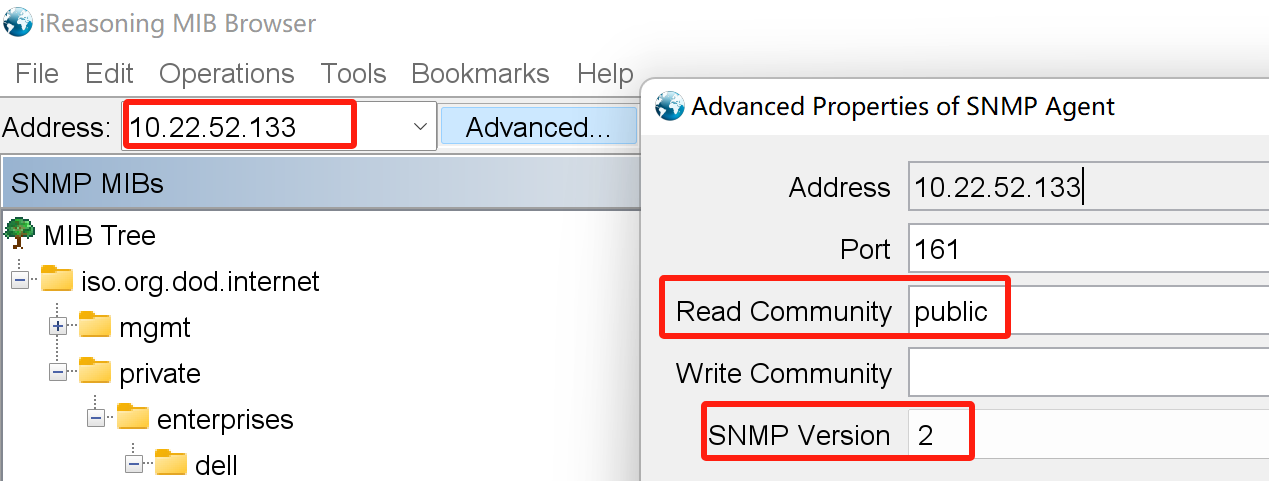 iReasoning MIB Browser
File Edit Operations Tools Bookmarks Help
Address: 10.22.52.133 Advanced...
SNMP MIBs
MIB Tree
iso.org.dod.internet
mgmt
private
enterprises
dell
Advanced Properties of SNMP Agent
Address 10.22.52.133
Port 161
Read Community public
Write Community
SNMP Version 2